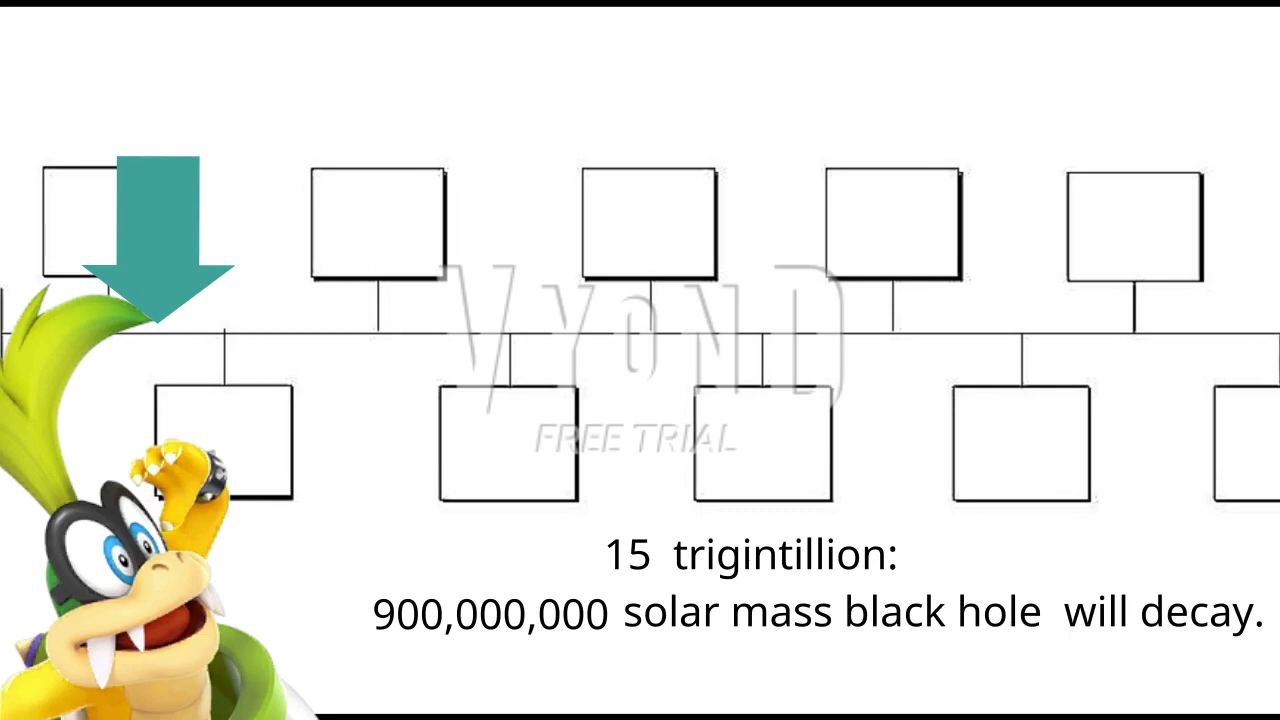 VYOND
FREE TRIAL
15 trigintillion:
900,000,000 solar mass black hole will decay.